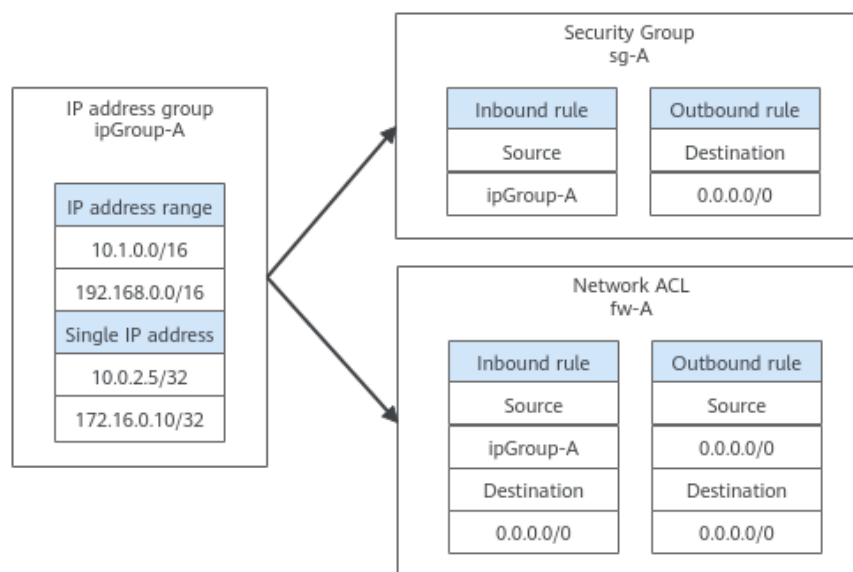 IP address group
ipGroup-A
IP address range
10.1.0.0/16
192.168.0.0/16
Single IP address
10.0.2.5/32
172.16.0.10/32
Security Group
sg-A
Inbound rule
Source
ipGroup-A
Outbound rule
Destination
0.0.0.0/0
Network ACL
fw-A
Inbound rule
Source
ipGroup-A
Destination
0.0.0.0/0
Outbound rule
Source
0.0.0.0/0
Destination
0.0.0.0/0